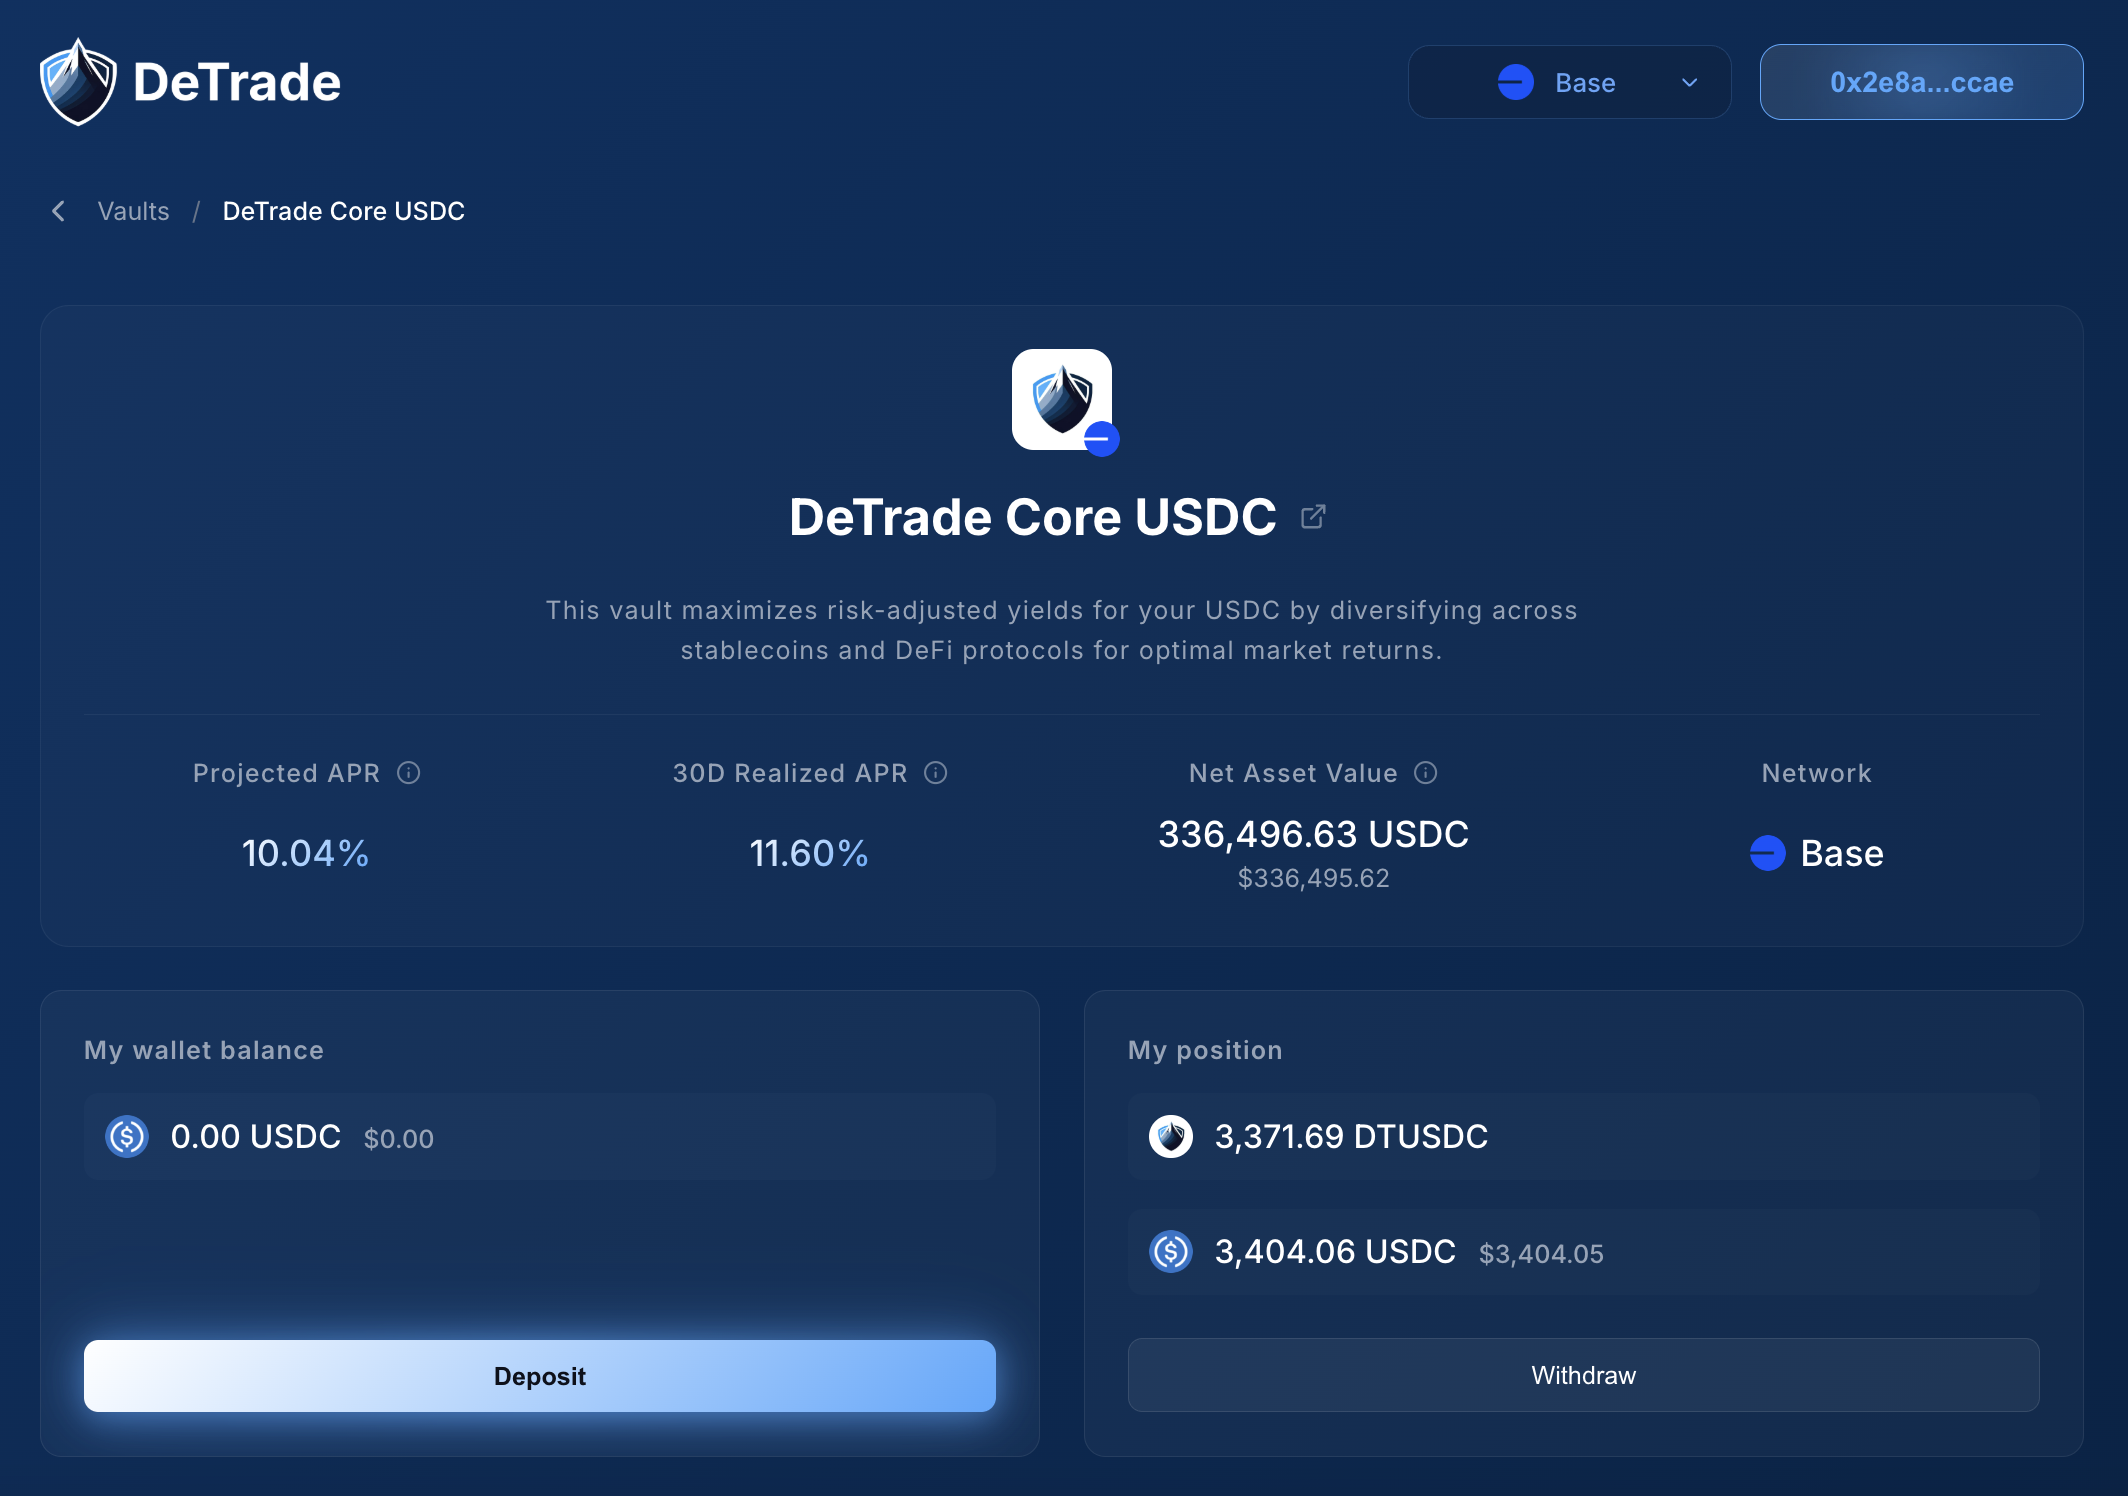 DeTrade
Base
0x2e8a...ccae
Vaults / DeTrade Core USDC
DeTrade Core USDC
This vault maximizes risk-adjusted yields for your USDC by diversifying across
stablecoins and DeFi protocols for optimal market returns.
Projected APR
10.04%
30D Realized APR
11.60%
Net Asset Value
336,496.63 USDC
$336,495.62
Network
Base
My wallet balance
0.00 USDC $0.00
Deposit
My position
3,371.69 DTUSDC
3,404.06 USDC $3,404.05
Withdraw